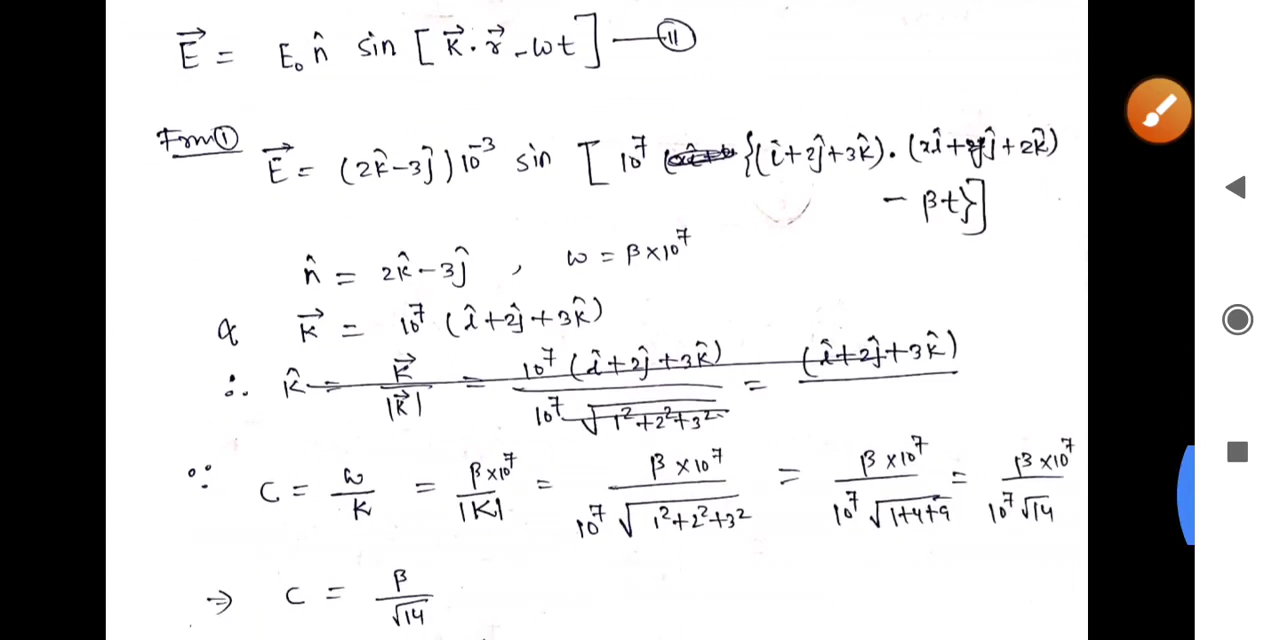 E⃗ = E₀ n̂ sin [ k⃗ . r⃗ - ωt ] — (11)
From ① E⃗ = (2k̂ - 3ĵ) 10⁻³ sin [ 10⁷ {(î + 2ĵ + 3k̂) . (xî + yĵ + 2k̂)
- βt}]
n̂ = 2k̂ - 3ĵ , ω = β×10⁷
& k⃗ = 10⁷ (î + 2ĵ + 3k̂)
∴ k̂ = k⃗ / |k⃗| = 10⁷ (î + 2ĵ + 3k̂) / 10⁷ √(1² + 2² + 3²) = (î + 2ĵ + 3k̂)
∵ C = ω / k = β×10⁷ / |k| = β×10⁷ / 10⁷ √(1² + 2² + 3²) = β×10⁷ / 10⁷ √(1+4+9) = β×10⁷ / 10⁷ √14
⇒ C = β / √14